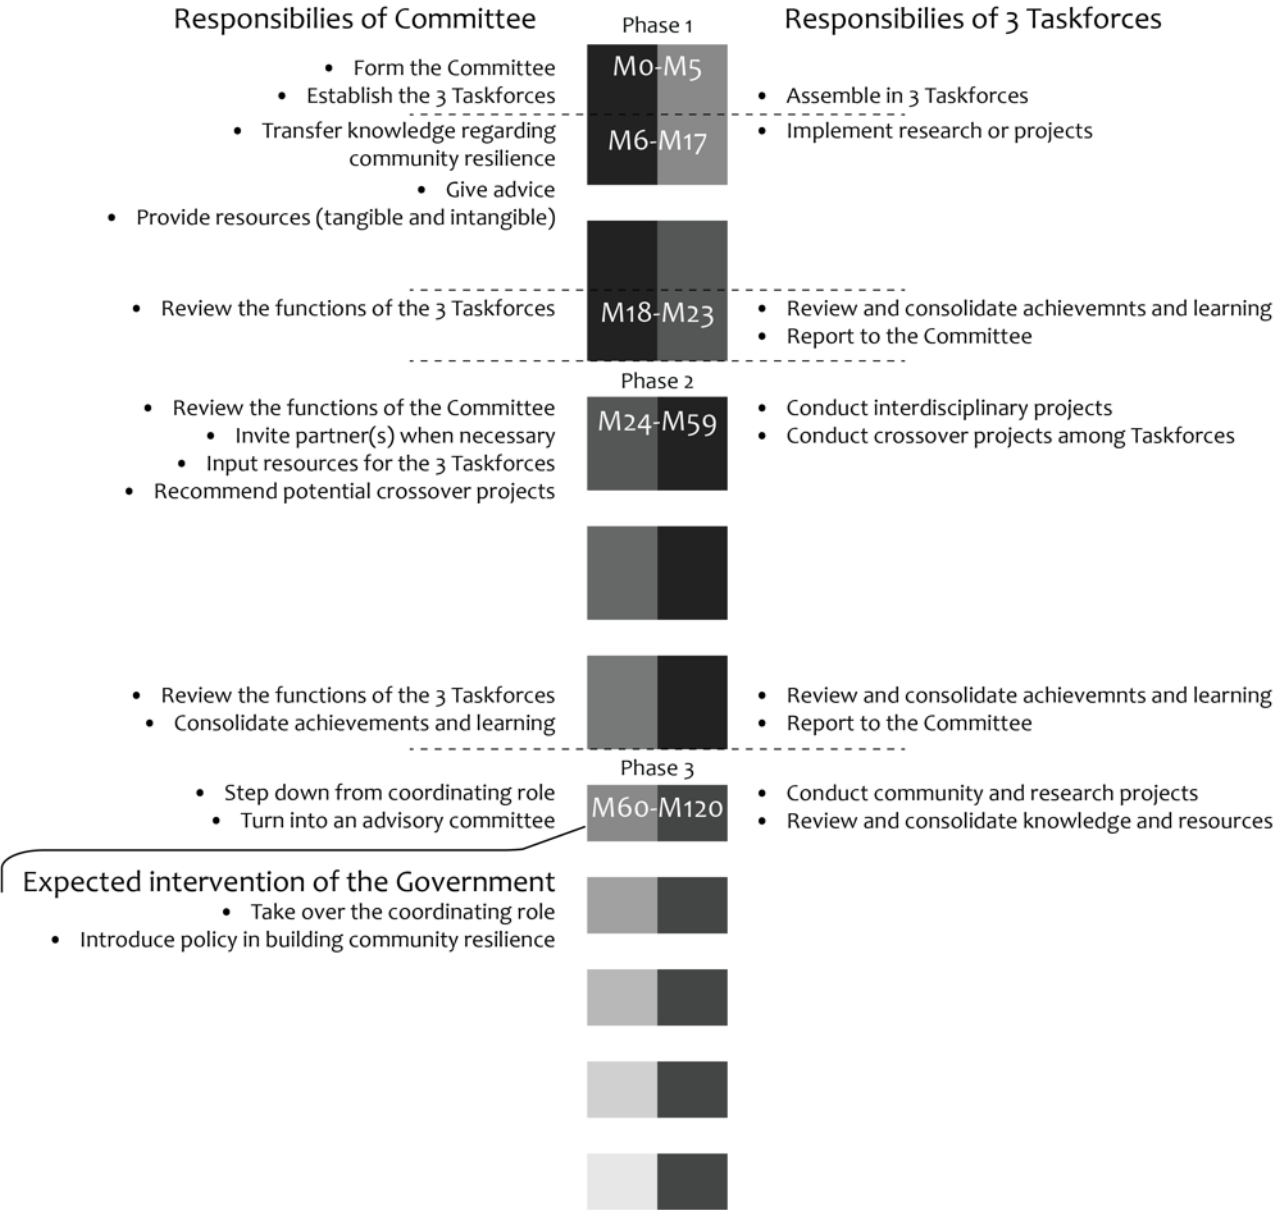 Responsibilies of Committee
Phase 1
Responsibilies of 3 Taskforces
• Form the Committee
• Establish the 3 Taskforces
M0-M5
• Assemble in 3 Taskforces
• Transfer knowledge regarding
community resilience
• Give advice
• Provide resources (tangible and intangible)
M6-M17
• Implement research or projects
• Review the functions of the 3 Taskforces
M18-M23
• Review and consolidate achievemnts and learning
• Report to the Committee
Phase 2
• Review the functions of the Committee
• Invite partner(s) when necessary
• Input resources for the 3 Taskforces
• Recommend potential crossover projects
M24-M59
• Conduct interdisciplinary projects
• Conduct crossover projects among Taskforces
• Review the functions of the 3 Taskforces
• Consolidate achievements and learning
• Review and consolidate achievemnts and learning
• Report to the Committee
Phase 3
• Step down from coordinating role
• Turn into an advisory committee
M60-M120
• Conduct community and research projects
• Review and consolidate knowledge and resources
Expected intervention of the Government
• Take over the coordinating role
• Introduce policy in building community resilience